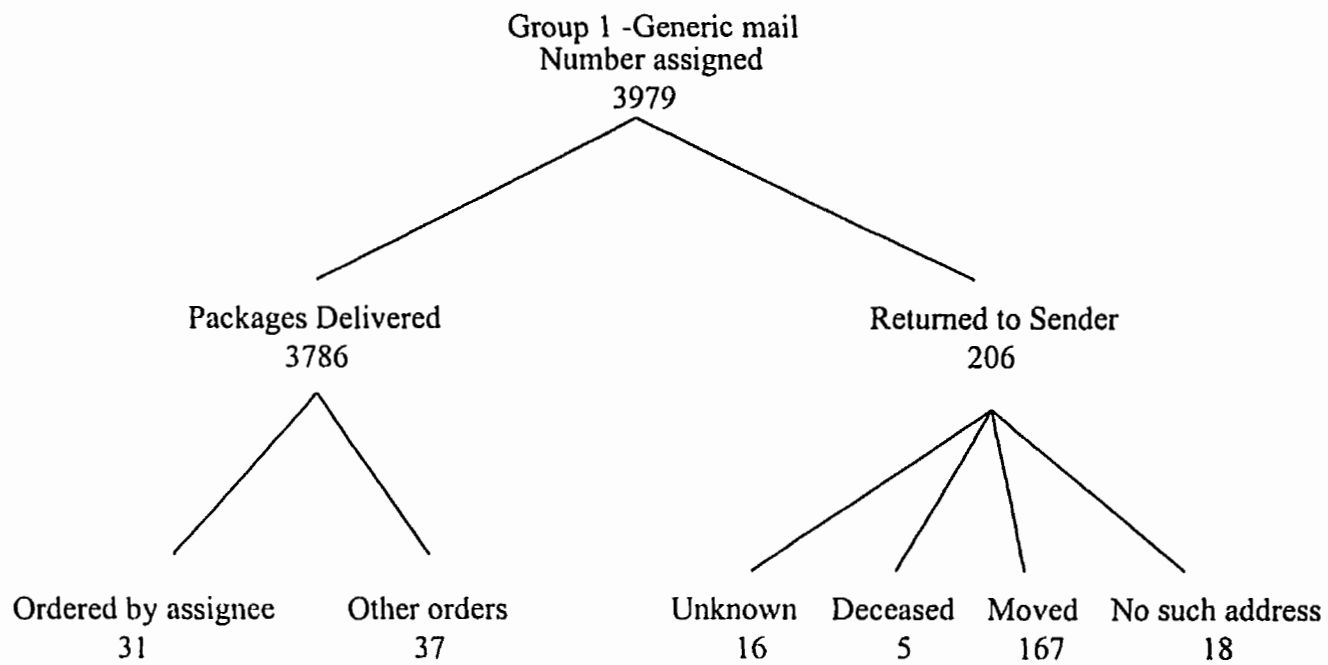 Group 1 -Generic mail
Number assigned
3979
Packages Delivered
3786
Returned to Sender
206
Ordered by assignee
31
Other orders
37
Unknown
16
Deceased
5
Moved
167
No such address
18